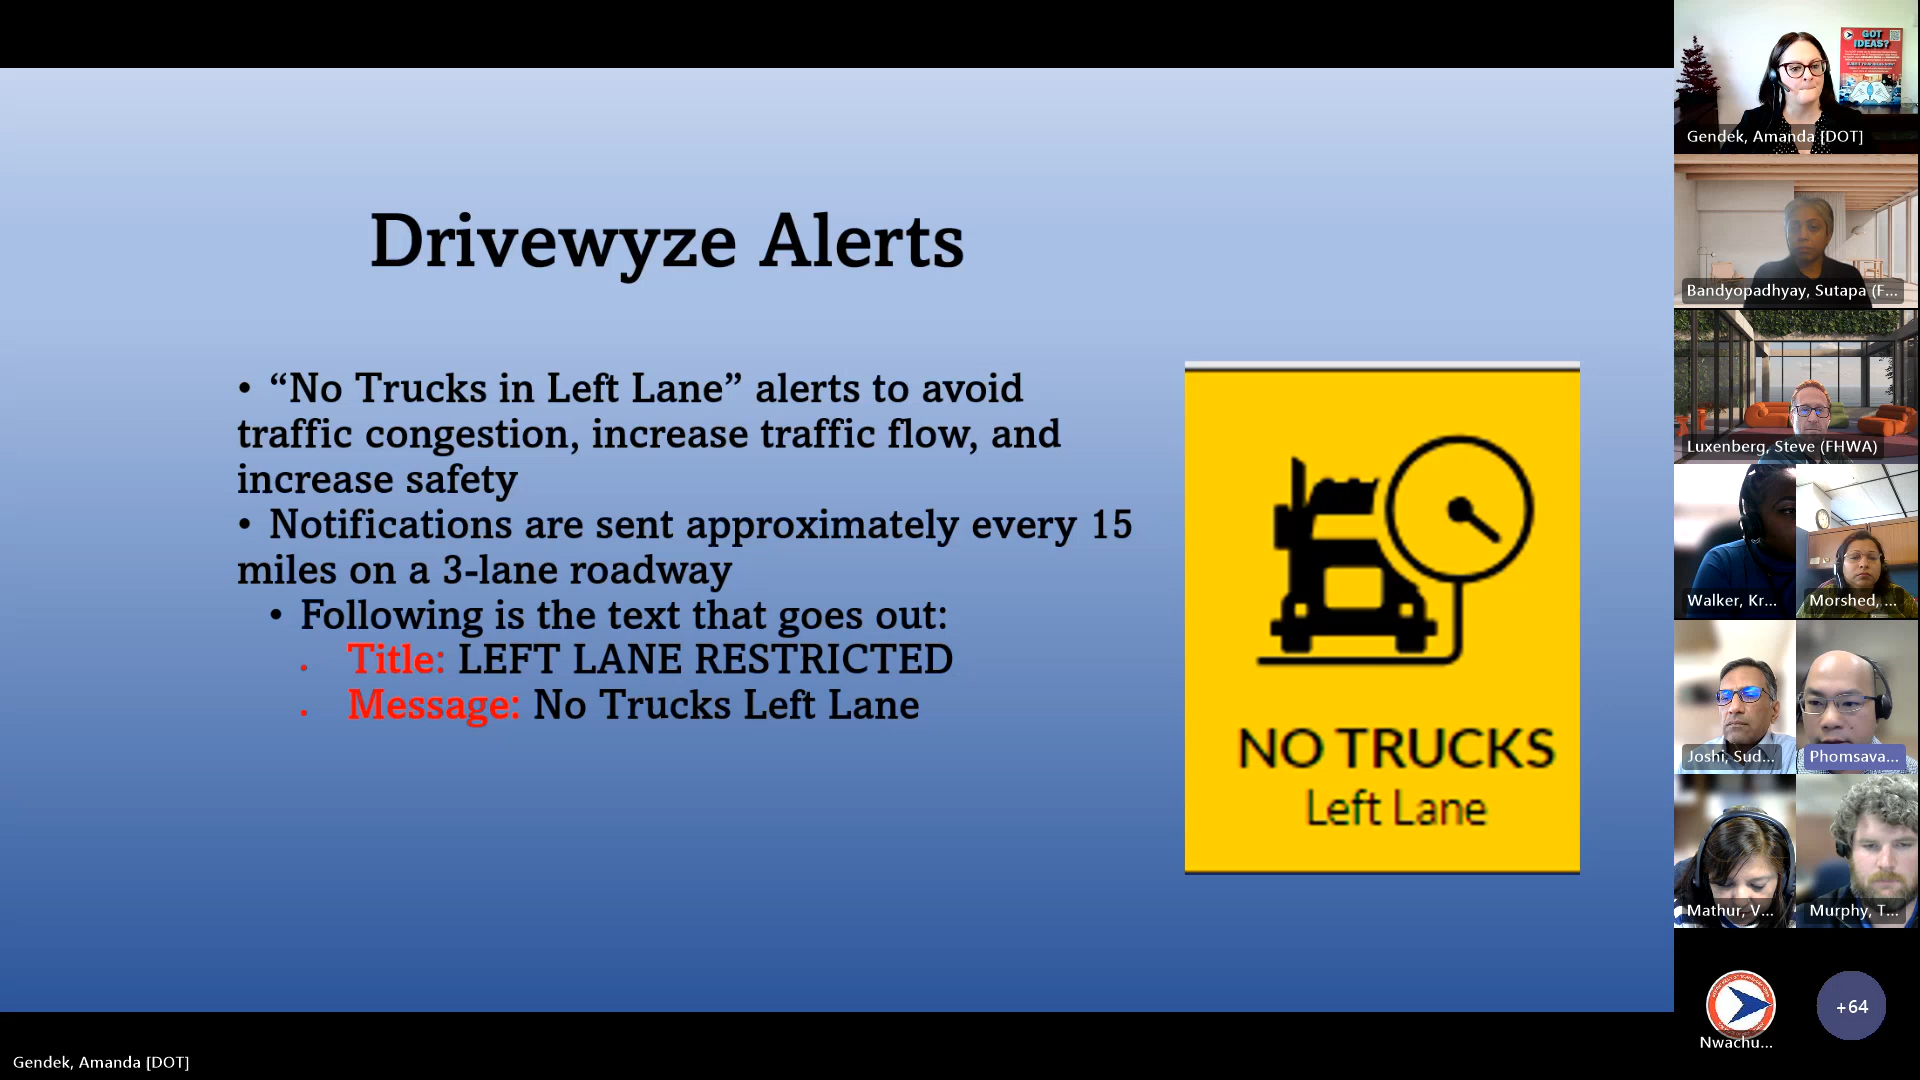 Drivewyze Alerts
• “No Trucks in Left Lane” alerts to avoid
traffic congestion, increase traffic flow, and
increase safety
• Notifications are sent approximately every 15
miles on a 3-lane roadway
• Following is the text that goes out:
• Title: LEFT LANE RESTRICTED
• Message: No Trucks Left Lane
NO TRUCKS
Left Lane
GOT
IDEAS?
Gendek, Amanda [DOT]
Bandyopadhyay, Sutapa (F...
Luxenberg, Steve (FHWA)
Walker, Kr...
Morshed, ...
Joshi, Sud...
Phomsava...
Mathur, V...
Murphy, T...
Nwachu...
+64
Gendek, Amanda [DOT]